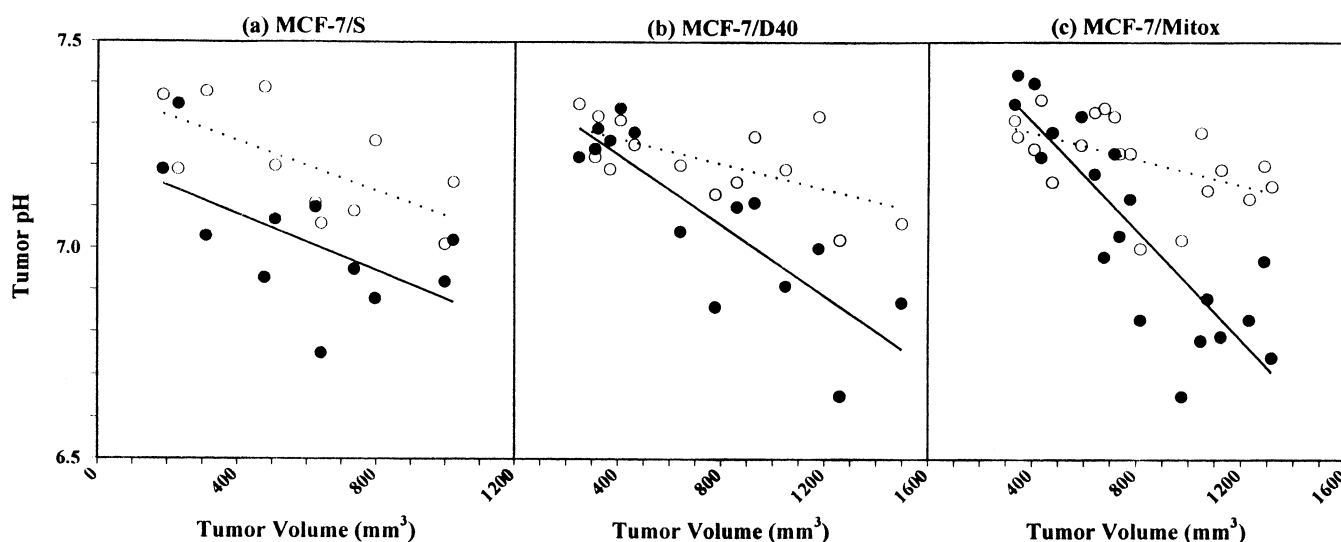 (a) MCF-7/S
(b) MCF-7/D40
(c) MCF-7/Mitox
7.5
7.0
6.5
Tumor pH
0
400
800
1200
400
800
1200
1600
400
800
1200
1600
Tumor Volume (mm³)
Tumor Volume (mm³)
Tumor Volume (mm³)